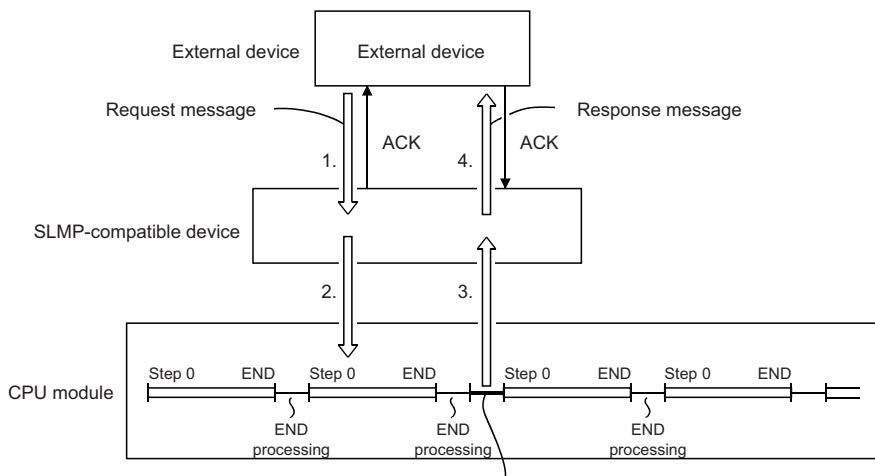 External device
External device
Request message
Response message
ACK
ACK
1.
4.
SLMP-compatible device
2.
3.
Step 0
END
Step 0
END
Step 0
END
Step 0
END
CPU module
END
processing
END
processing
END
processing